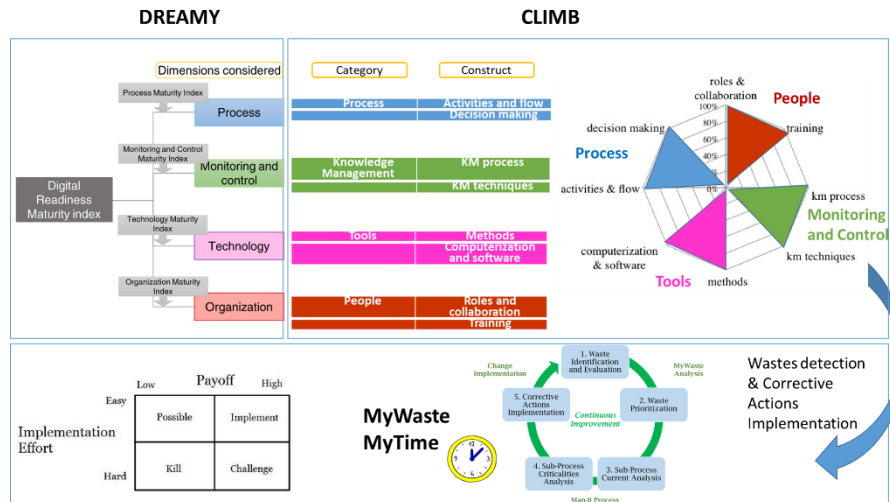 DREAMY
CLIMB
Dimensions considered
Process Maturity Index
Process
Monitoring and Control
Maturity Index
Monitoring and
control
Digital
Readiness
Maturity index
Technology Maturity
Index
Technology
Organization Maturity
Index
Organization
Category
Construct
Process
Activities and flow
Decision making
Knowledge
Management
KM process
KM techniques
Tools
Methods
Computerization
and software
People
Roles and
collaboration
Training
roles &
collaboration
100%
80%
60%
40%
20%
0%
People
training
decision making
Process
activities & flow
km process
Monitoring
and Control
km techniques
computerization
& software
Tools
methods
Payoff
Low
High
Easy
Implementation
Effort
Hard
Possible
Implement
Kill
Challenge
MyWaste
MyTime
12
Change
Implementation
1. Waste
Identification
and Evaluation
MyWaste
Analysis
5. Corrective
Actions
Implementation
Continuous
Improvement
2. Waste
Prioritization
4. Sub-Process
Criticalities
Analysis
3. Sub-Process
Current Analysis
Map-it Process
Wastes detection
& Corrective
Actions
Implementation